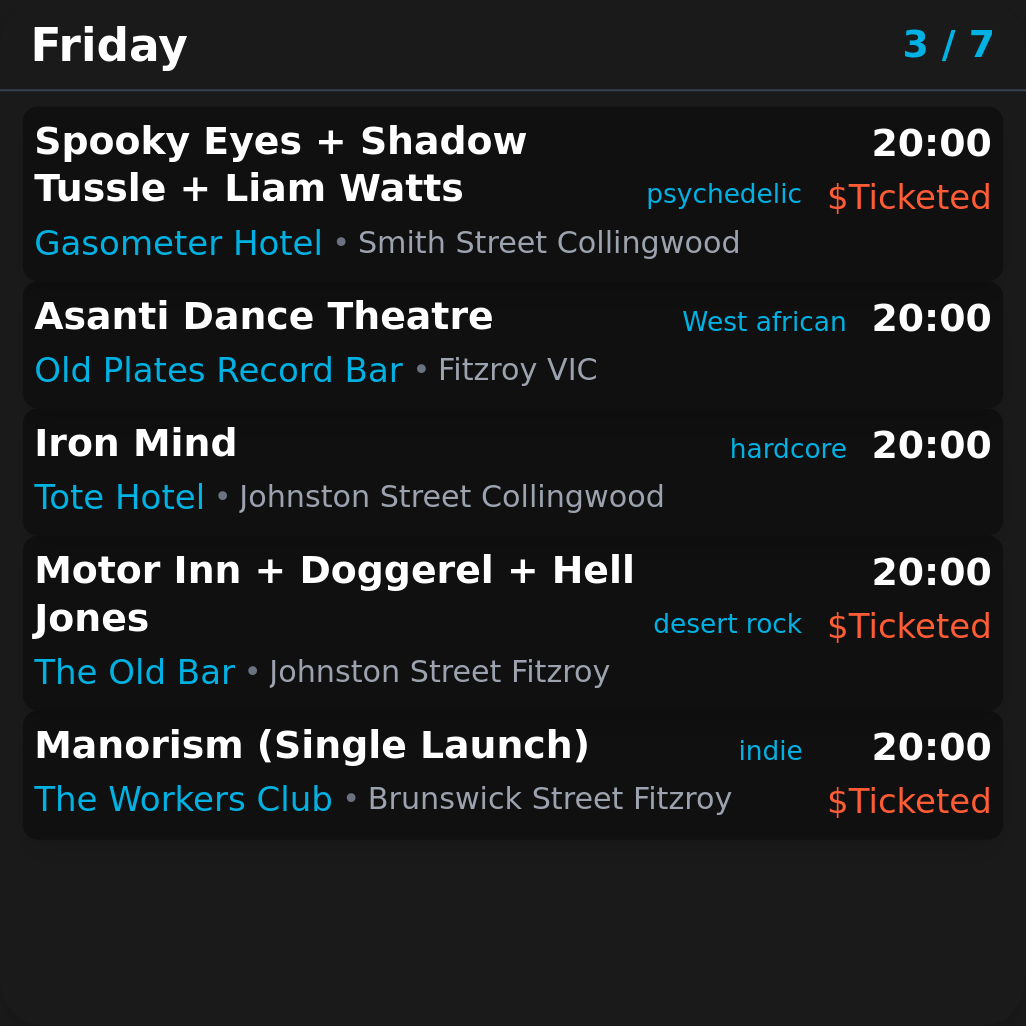 Friday
3 / 7
Spooky Eyes + Shadow
Tussle + Liam Watts
psychedelic
20:00
$Ticketed
Gasometer Hotel • Smith Street Collingwood
Asanti Dance Theatre
West african
20:00
Old Plates Record Bar • Fitzroy VIC
Iron Mind
hardcore
20:00
Tote Hotel • Johnston Street Collingwood
Motor Inn + Doggerel + Hell
Jones
desert rock
20:00
$Ticketed
The Old Bar • Johnston Street Fitzroy
Manorism (Single Launch)
indie
20:00
$Ticketed
The Workers Club • Brunswick Street Fitzroy